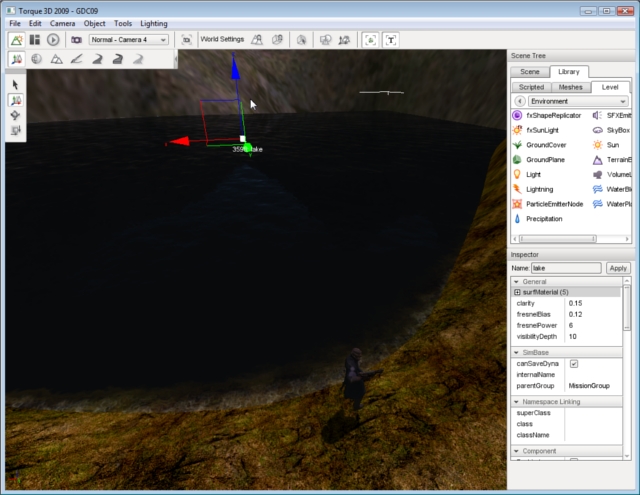 Torque 3D 2009 - GDC09
File Edit Camera Object Tools Lighting
Normal - Camera 4
World Settings
T
Scene Tree
Scene Library
Scripted Meshes Level
Environment
fxShapeReplicator SFXEmit
fxSunLight SkyBox
GroundCover Sun
GroundPlane TerrainB
Light VolumeL
Lightning WaterBl
ParticleEmitterNode WaterPl
Precipitation
lake
Inspector
Name: lake Apply
General
surfMaterial (5)
clarity 0.15
fresnelBias 0.12
fresnelPower 6
visibilityDepth 10
SimBase
canSaveDyna
internalName
parentGroup MissionGroup
Namespace Linking
superClass
class
className
Component